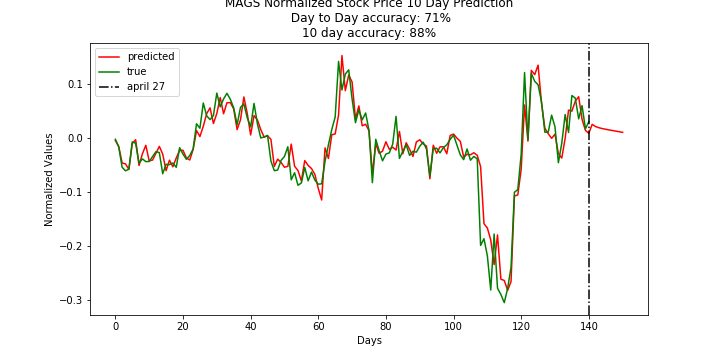 MAGS Normalized Stock Price 10 Day Prediction
Day to Day accuracy: 71%
10 day accuracy: 88%
predicted
true
april 27
0.1
0.0
−0.1
−0.2
−0.3
Normalized Values
0 20 40 60 80 100 120 140
Days